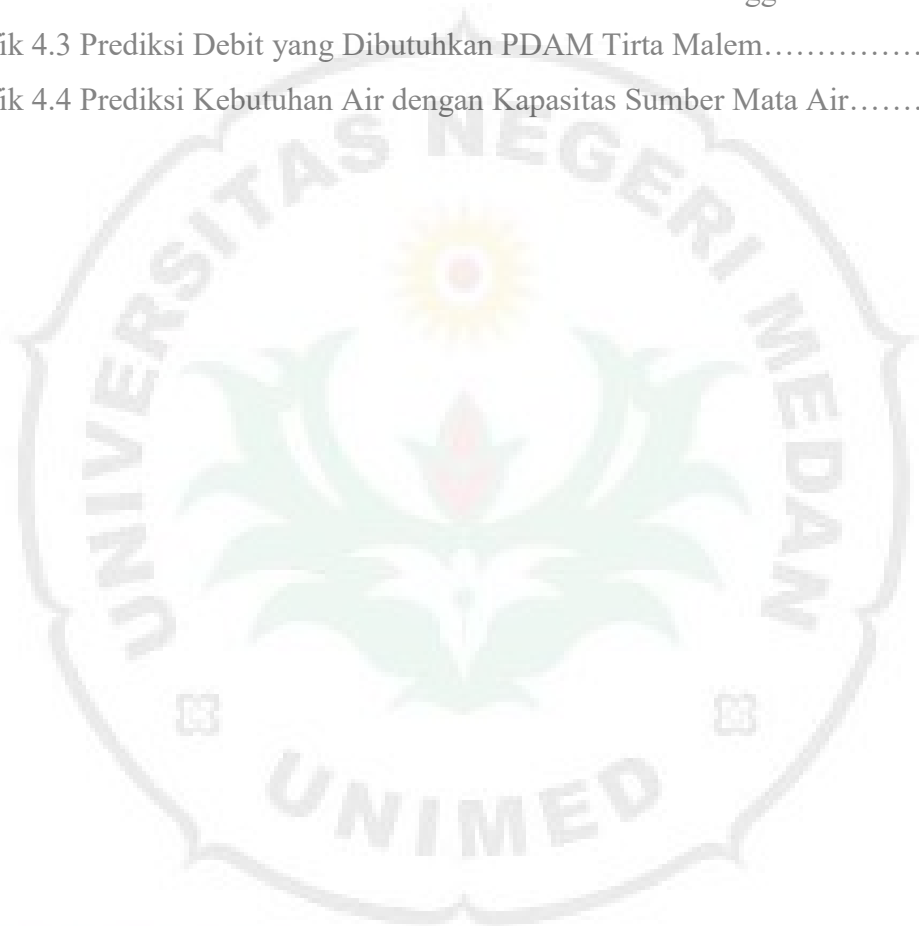 ik 4.3 Prediksi Debit yang Dibutuhkan PDAM Tirta Malem……………
ik 4.4 Prediksi Kebutuhan Air dengan Kapasitas Sumber Mata Air……
UNIVERSITAS NEGERI MEDAN
UNIMED